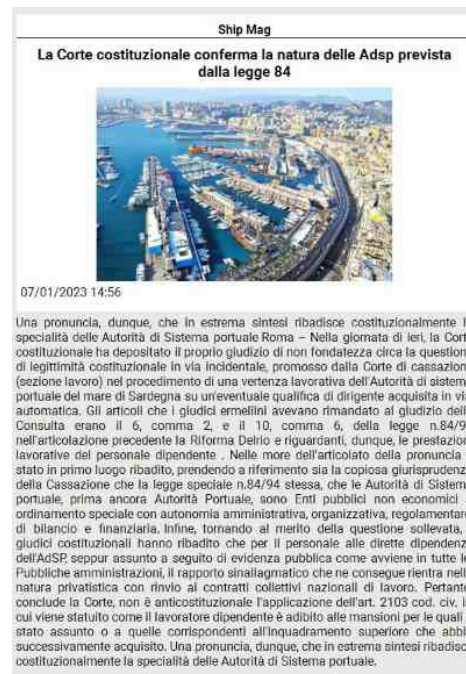 Ship Mag
La Corte costituzionale conferma la natura delle Adsp prevista
dalla legge 84
07/01/2023 14:56
Una pronuncia, dunque, che in estrema sintesi ribadisce costituzionalmente l
specialità delle Autorità di Sistema portuale Roma – Nella giornata di ieri, la Cort
costituzionale ha depositato il proprio giudizio di non fondatezza circa la question
di legittimità costituzionale in via incidentale, promosso dalla Corte di cassazion
(sezione lavoro) nel procedimento di una vertenza lavorativa dell'Autorità di sistem
portuale del mare di Sardegna su un'eventuale qualifica di dirigente acquisita in vi
automatica. Gli articoli che i giudici ermellini avevano rimandato al giudizio dell
Consulta erano il 6, comma 2, e il 10, comma 6, della legge n.84/9
nell'articolazione precedente la Riforma Delrio e riguardanti, dunque, le prestazion
lavorative del personale dipendente . Nelle more dell'articolato della pronuncia
stato in primo luogo ribadito, prendendo a riferimento sia la copiosa giurisprudenz
della Cassazione che la legge speciale n.84/94 stessa, che le Autorità di Sistem
portuale, prima ancora Autorità Portuale, sono Enti pubblici non economici
ordinamento speciale con autonomia amministrativa, organizzativa, regolamentare
di bilancio e finanziaria. Infine, tornando al merito della questione sollevata,
giudici costituzionali hanno ribadito che per il personale alle dirette dipendenz
dell'AdSP, seppur assunto a seguito di evidenza pubblica come avviene in tutte le
Pubbliche amministrazioni, il rapporto sinallagmatico che ne consegue rientra nell
natura privatistica con rinvio ai contratti collettivi nazionali di lavoro. Pertant
conclude la Corte, non è anticostituzionale l'applicazione dell'art. 2103 cod. civ. i
cui viene statuito come il lavoratore dipendente è adibito alle mansioni per le quali
stato assunto o a quelle corrispondenti all'inquadramento superiore che abbi
successivamente acquisito. Una pronuncia, dunque, che in estrema sintesi ribadisc
costituzionalmente la specialità delle Autorità di Sistema portuale.